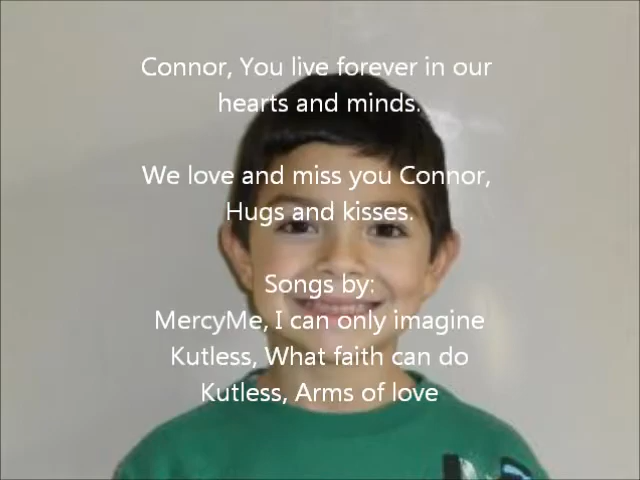 Connor, You live forever in our
hearts and minds.
We love and miss you Connor,
Hugs and kisses.
Songs by:
MercyMe, I can only imagine
Kutless, What faith can do
Kutless, Arms of love